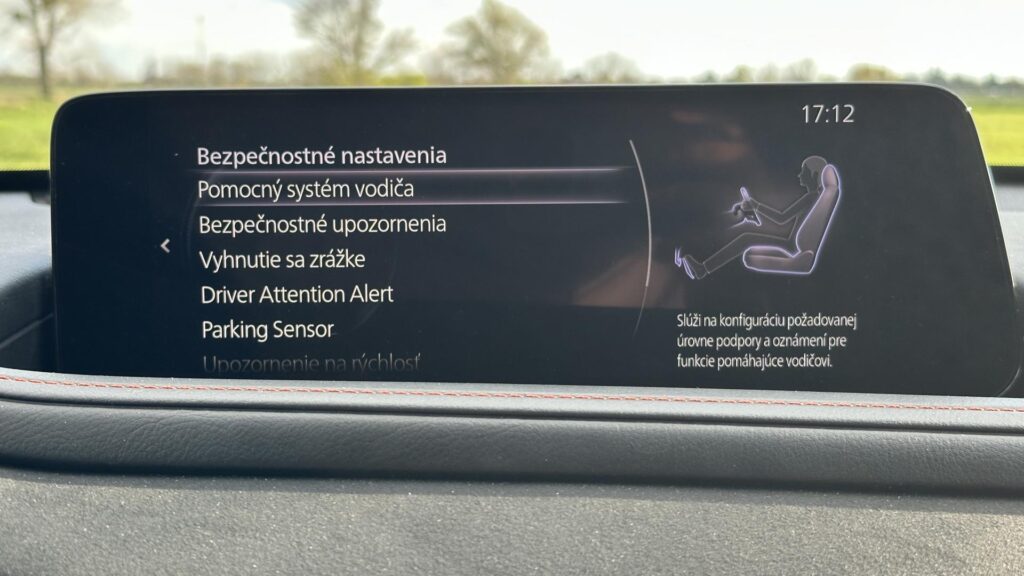 17:12
Bezpečnostné nastavenia
Pomocný systém vodiča
Bezpečnostné upozornenia
Vyhnutie sa zrážke
Driver Attention Alert
Parking Sensor
Upozornenie na rýchlosť
Slúži na konfiguráciu požadovanej
úrovne podpory a oznámení pre
funkcie pomáhajúce vodičovi.